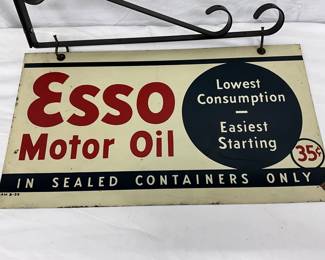 Esso
Motor Oil
Lowest
Consumption
—
Easiest
Starting
35¢
IN SEALED CONTAINERS ONLY